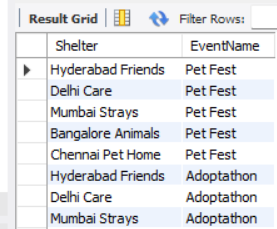 Result Grid Filter Rows:
Shelter EventName
Hyderabad Friends Pet Fest
Delhi Care Pet Fest
Mumbai Strays Pet Fest
Bangalore Animals Pet Fest
Chennai Pet Home Pet Fest
Hyderabad Friends Adoptathon
Delhi Care Adoptathon
Mumbai Strays Adoptathon